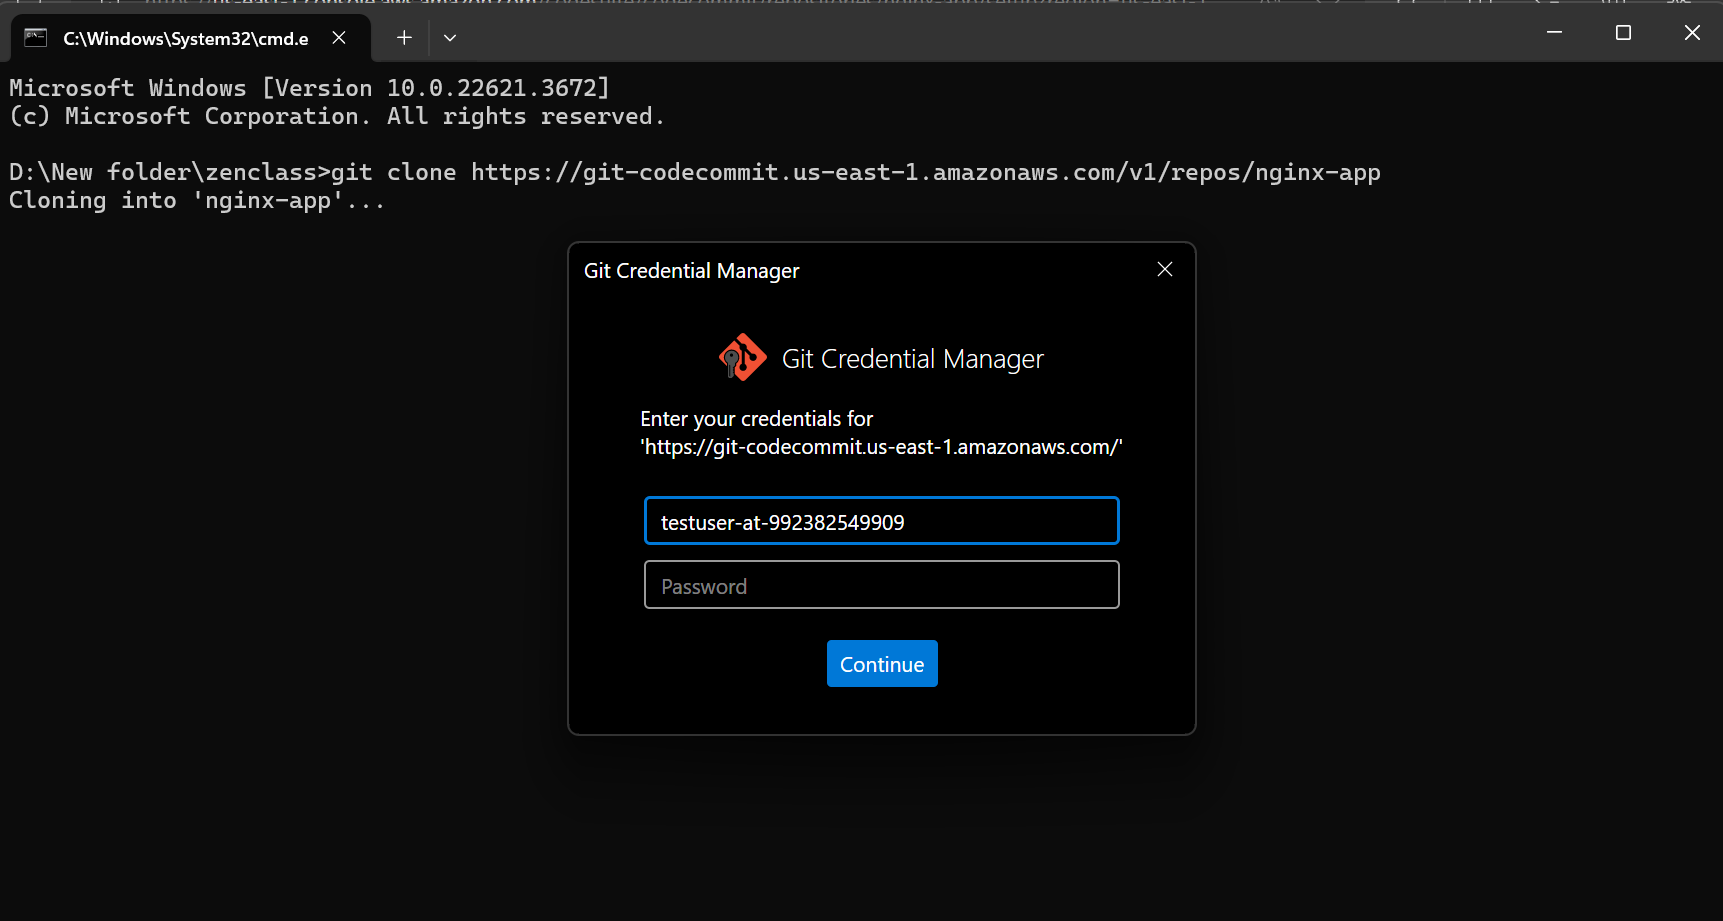 C:\Windows\System32\cmd.e
Microsoft Windows [Version 10.0.22621.3672]
(c) Microsoft Corporation. All rights reserved.
D:\New folder\zenclass>git clone https://git-codecommit.us-east-1.amazonaws.com/v1/repos/nginx-app
Cloning into 'nginx-app'...
Git Credential Manager
Git Credential Manager
Enter your credentials for
'https://git-codecommit.us-east-1.amazonaws.com/'
testuser-at-992382549909
Password
Continue